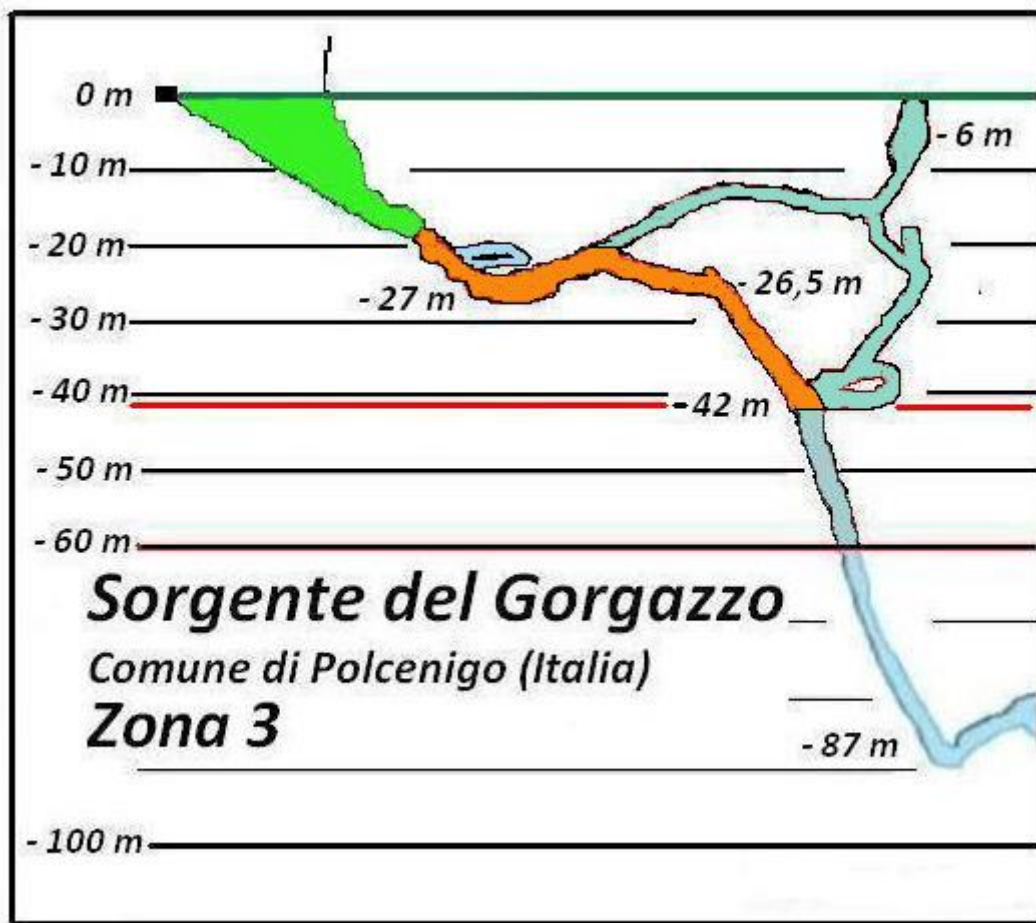 0 m
- 6 m
- 10 m
- 20 m
- 27 m
- 26,5 m
- 30 m
- 40 m
-42 m
- 50 m
- 60 m
Sorgente del Gorgazzo
Comune di Polcenigo (Italia)
Zona 3
- 87 m
- 100 m